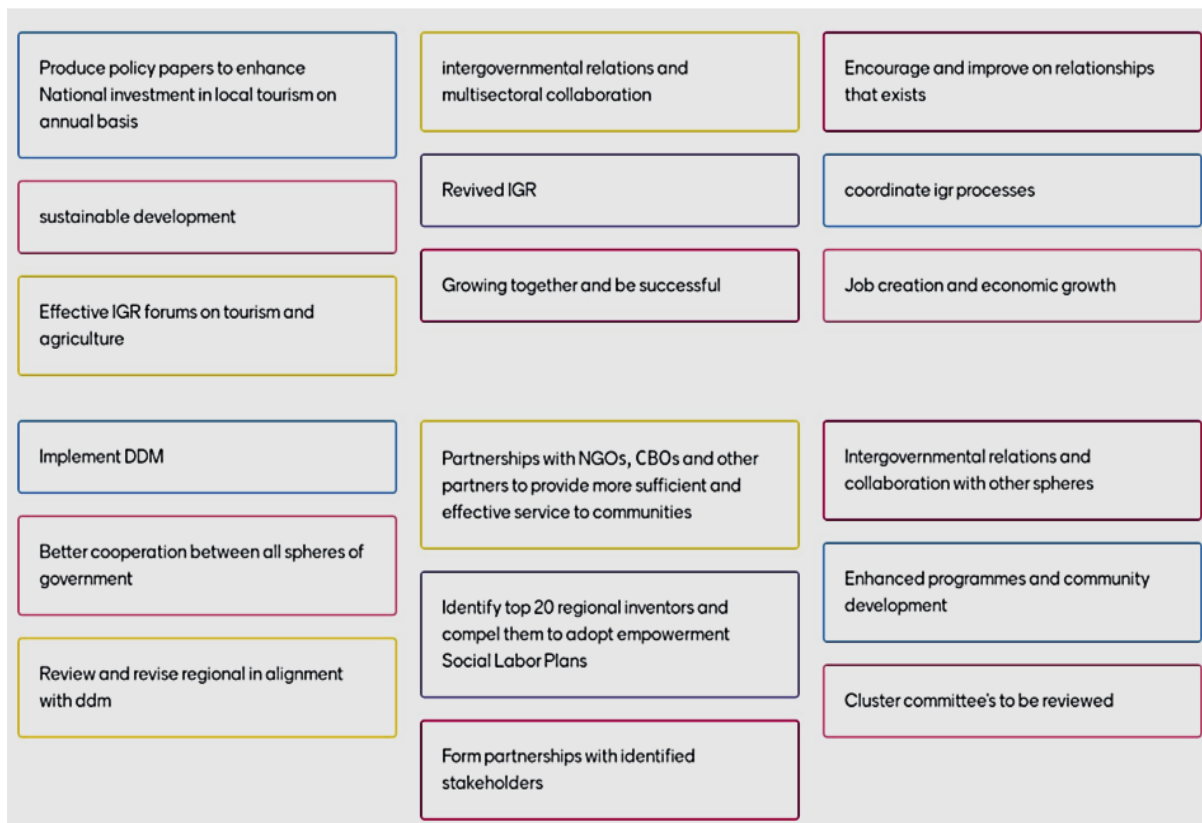 Produce policy papers to enhance
National investment in local tourism on
annual basis
sustainable development
Effective IGR forums on tourism and
agriculture
intergovernmental relations and
multisectoral collaboration
Revived IGR
Growing together and be successful
Encourage and improve on relationships
that exists
coordinate igr processes
Job creation and economic growth
Implement DDM
Better cooperation between all spheres of
government
Review and revise regional in alignment
with ddm
Partnerships with NGOs, CBOs and other
partners to provide more sufficient and
effective service to communities
Identify top 20 regional inventors and
compel them to adopt empowerment
Social Labor Plans
Form partnerships with identified
stakeholders
Intergovernmental relations and
collaboration with other spheres
Enhanced programmes and community
development
Cluster committee's to be reviewed